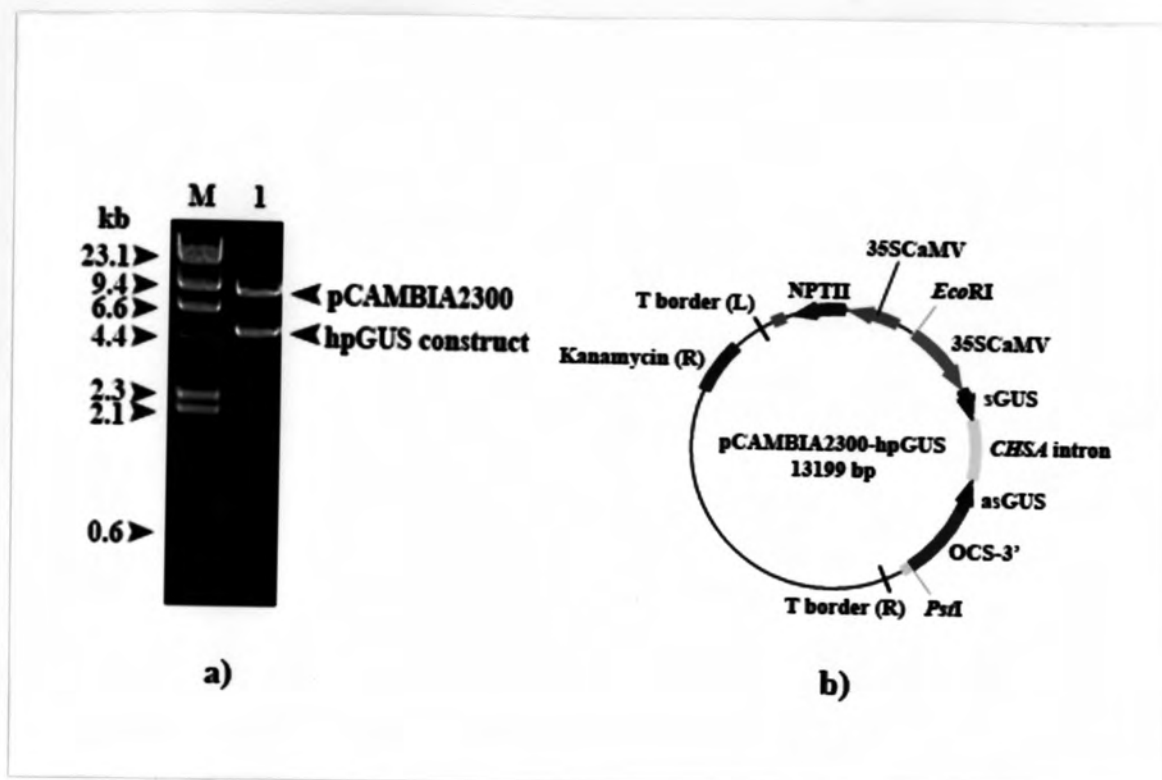 M 1
kb
23.1
9.4
6.6
4.4
2.3
2.1
0.6
pCAMBIA2300
hpGUS construct
a)
35SCaMV
NPTII
EcoRI
T border (L)
35SCaMV
Kanamycin (R)
sGUS
pCAMBIA2300-hpGUS
13199 bp
CHSA intron
asGUS
OCS-3'
T border (R)
PstI
b)